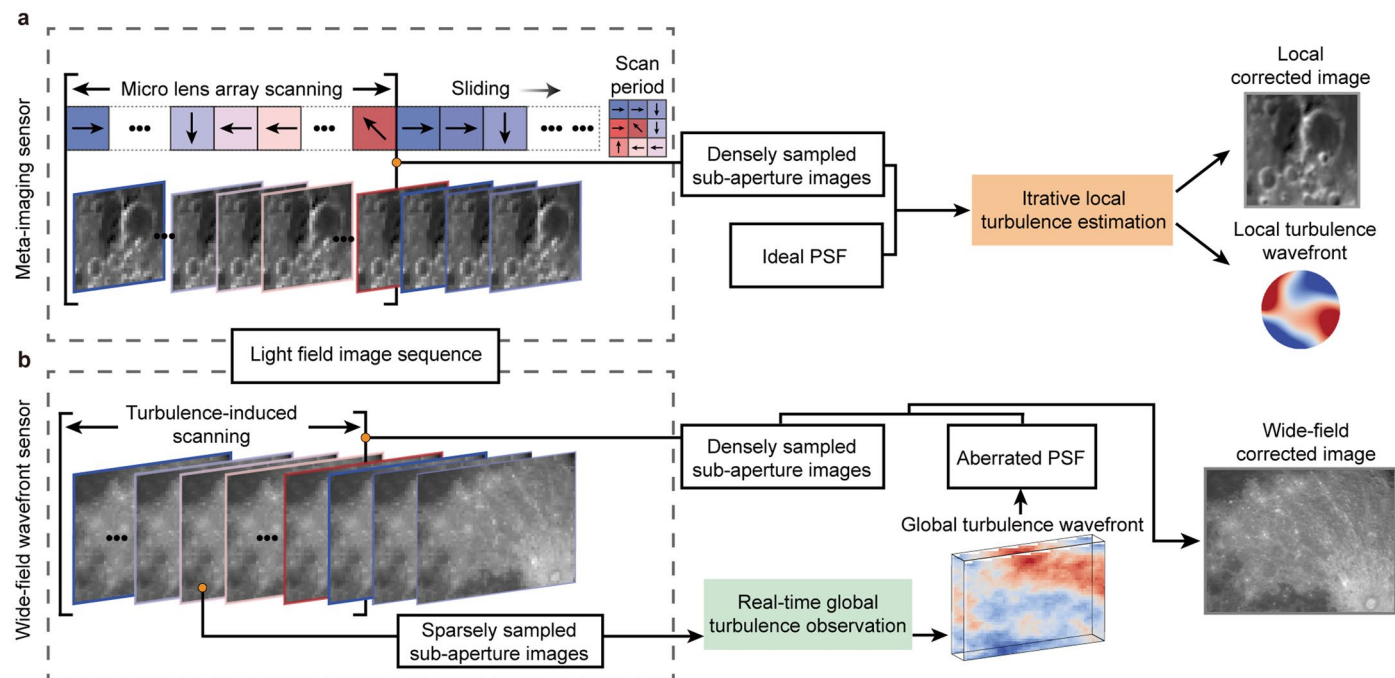 a
Meta-imaging sensor
Micro lens array scanning
Sliding
Scan
period
Densely sampled
sub-aperture images
Ideal PSF
Itrative local
turbulence estimation
Local
corrected image
Local turbulence
wavefront
Light field image sequence
b
Wide-field wavefront sensor
Turbulence-induced
scanning
Densely sampled
sub-aperture images
Aberrated PSF
Global turbulence wavefront
Wide-field
corrected image
Sparsely sampled
sub-aperture images
Real-time global
turbulence observation